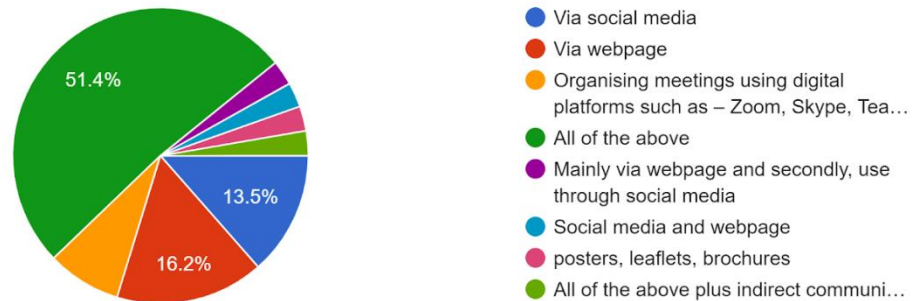 51.4%
13.5%
16.2%
Via social media
Via webpage
Organising meetings using digital
platforms such as – Zoom, Skype, Tea…
All of the above
Mainly via webpage and secondly, use
through social media
Social media and webpage
posters, leaflets, brochures
All of the above plus indirect communi…